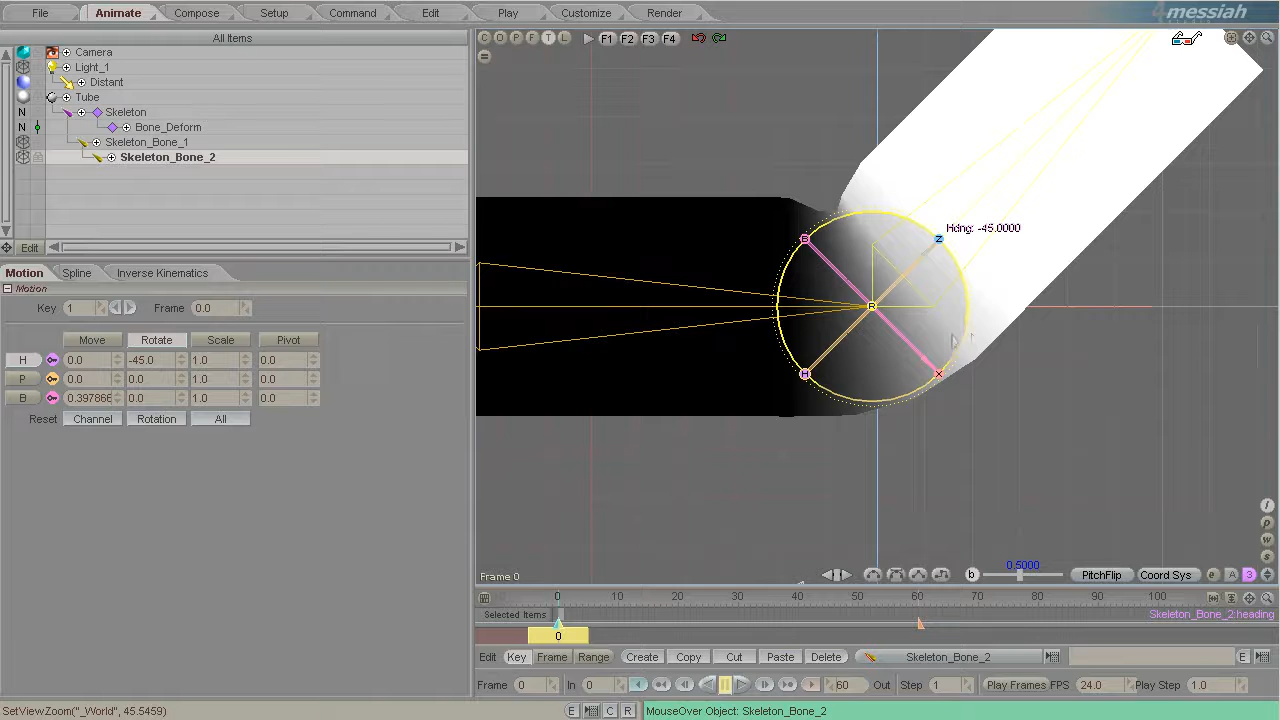 File Animate Compose Setup Command Edit Play Customize Render 4messiah
All Items C O P F T L F1 F2 F3 F4
Camera
Light_1
Distant
Tube
N Skeleton
N Bone_Deform
Skeleton_Bone_1
Skeleton_Bone_2
Edit
Motion Spline Inverse Kinematics
Motion
Key 1 Frame 0.0
Move Rotate Scale Pivot
H 0.0 -45.0 1.0 0.0
P 0.0 0.0 1.0 0.0
B 0.397866 0.0 1.0 0.0
Reset Channel Rotation All
B Z Hdng: -45.0000
R
H X
I
P
W
S
0.5000
Frame 0 b PitchFlip Coord Sys e A 3
0 10 20 30 40 50 60 70 80 90 100
Selected Items Skeleton_Bone_2:heading
0
Edit Key Frame Range Create Copy Cut Paste Delete Skeleton_Bone_2 E
Frame 0 In 0 60 Out Step 1 Play Frames FPS 24.0 Play Step 1.0
SetViewZoom("_World", 45.5459) E C R MouseOver Object: Skeleton_Bone_2